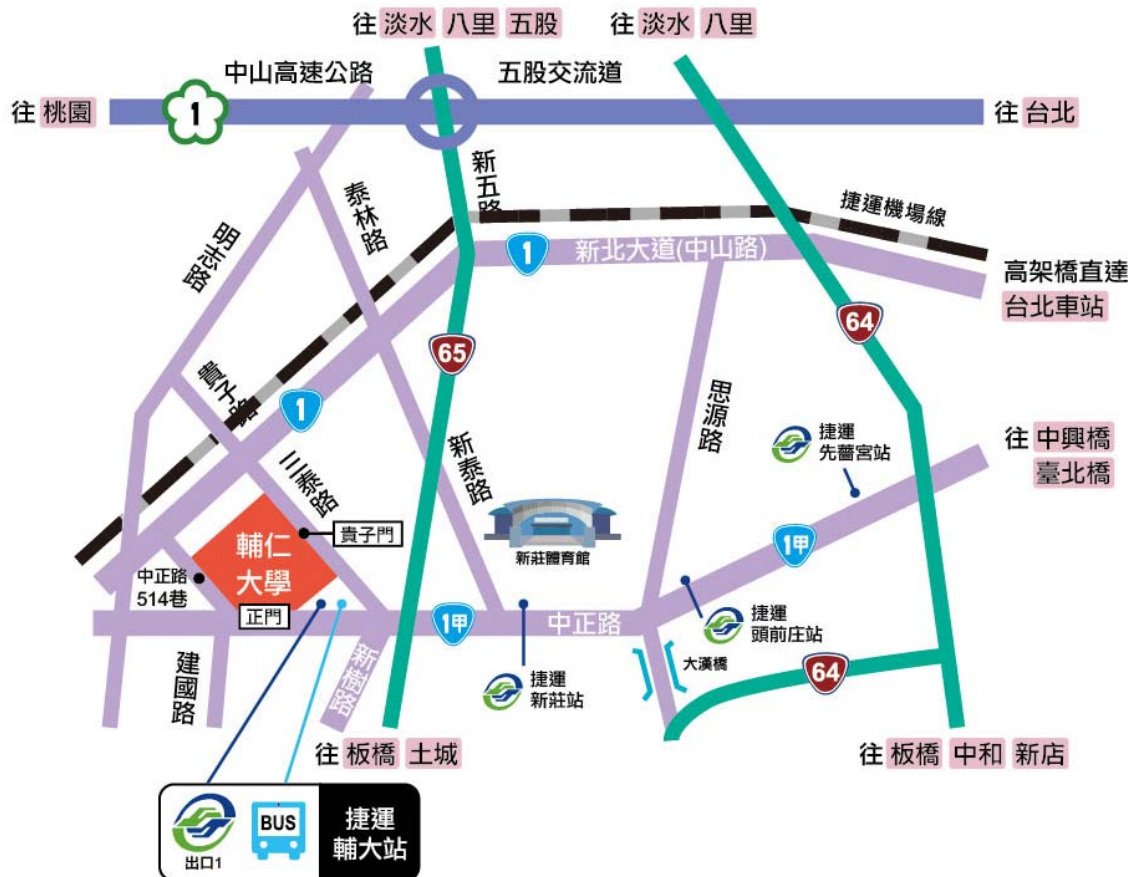 往 淡水 八里 五股
往 淡水 八里
中山高速公路
五股交流道
往 桃園
1
往 台北
新五路
泰林路
明志路
捷運機場線
1
新北大道(中山路)
高架橋直達
台北車站
64
65
貴子路
1
思源路
捷運
先嗇宮站
往 中興橋
臺北橋
新泰路
三泰路
新莊體育館
1甲
貴子門
輔仁
大學
中正路
514巷
正門
1甲
中正路
捷運
頭前庄站
大漢橋
64
建國路
新樹路
捷運
新莊站
往 板橋 土城
往 板橋 中和 新店
BUS
出口1
捷運
輔大站